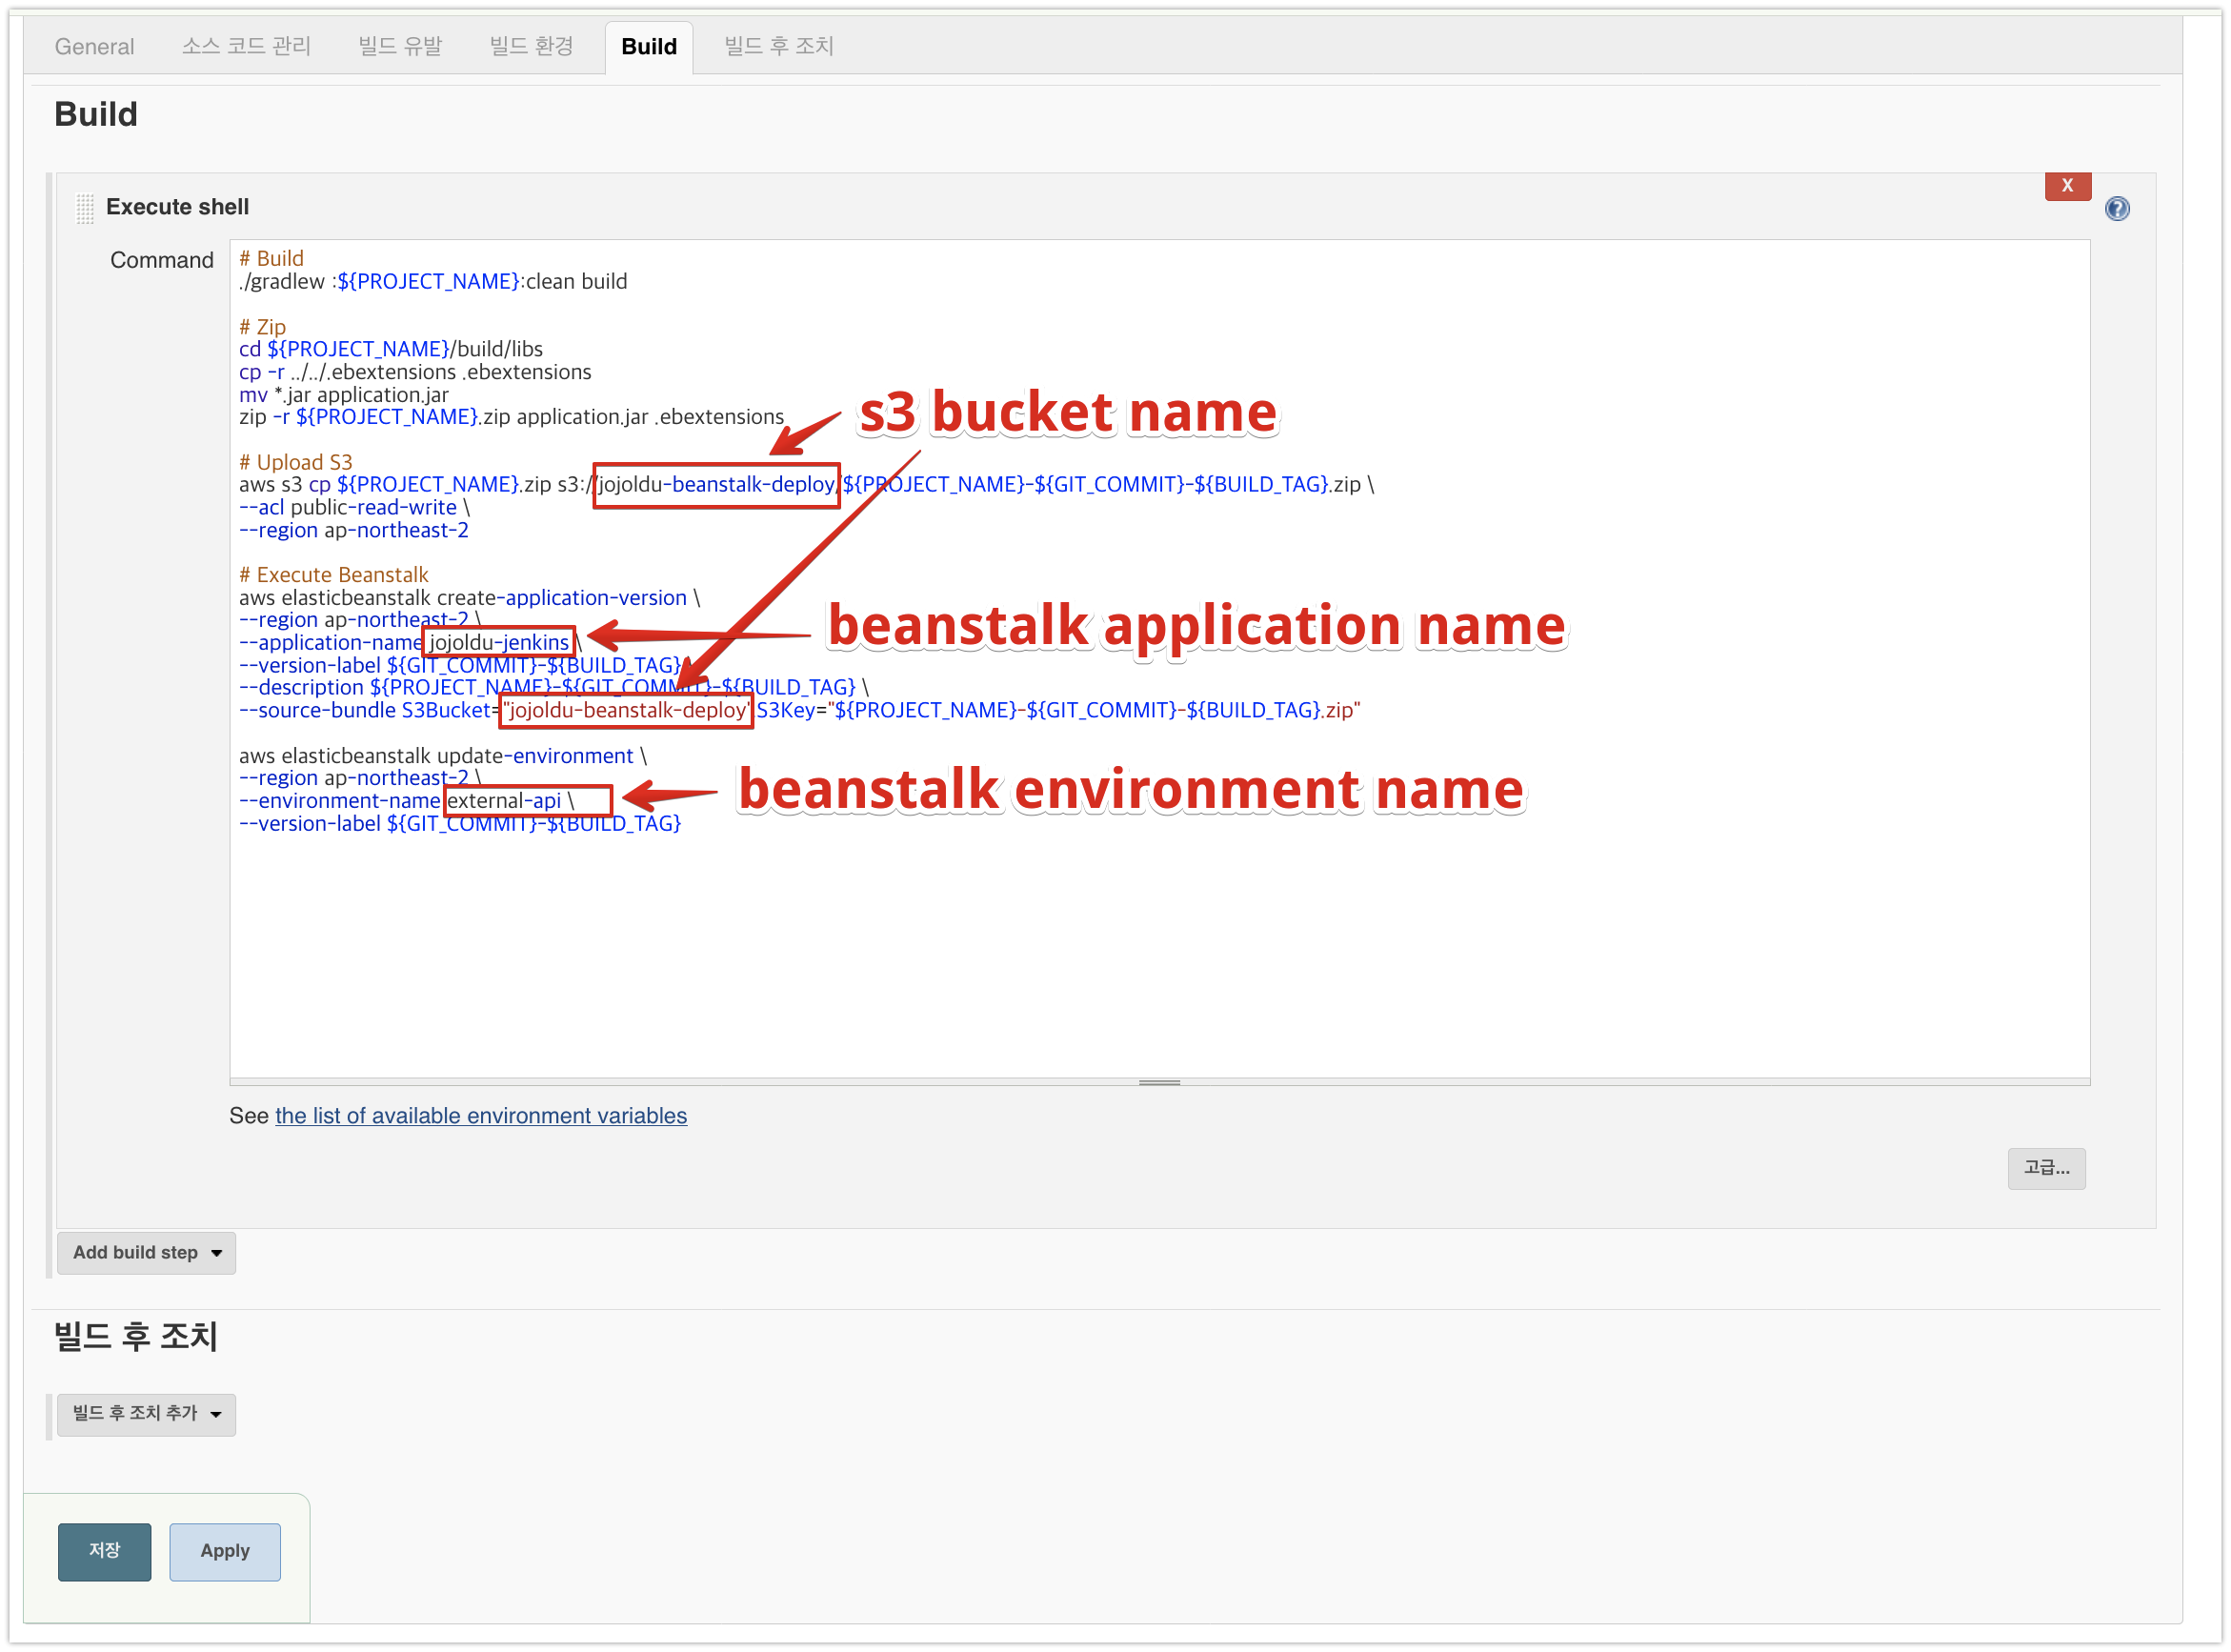 General 소스 코드 관리 빌드 유발 빌드 환경 Build 빌드 후 조치
Build
X
Execute shell
?
Command
# Build
./gradlew :${PROJECT_NAME}:clean build
# Zip
cd ${PROJECT_NAME}/build/libs
cp -r ../../.ebextensions .ebextensions
mv *.jar application.jar
zip -r ${PROJECT_NAME}.zip application.jar .ebextensions
s3 bucket name
# Upload S3
aws s3 cp ${PROJECT_NAME}.zip s3://jojoldu-beanstalk-deploy/${PROJECT_NAME}-${GIT_COMMIT}-${BUILD_TAG}.zip \
--acl public-read-write \
--region ap-northeast-2
# Execute Beanstalk
aws elasticbeanstalk create-application-version \
--region ap-northeast-2 \
--application-name jojoldu-jenkins \
beanstalk application name
--version-label ${GIT_COMMIT}-${BUILD_TAG} \
--description ${PROJECT_NAME}-${GIT_COMMIT}-${BUILD_TAG} \
--source-bundle S3Bucket="jojoldu-beanstalk-deploy",S3Key="${PROJECT_NAME}-${GIT_COMMIT}-${BUILD_TAG}.zip"
aws elasticbeanstalk update-environment \
--region ap-northeast-2 \
--environment-name external-api \
beanstalk environment name
--version-label ${GIT_COMMIT}-${BUILD_TAG}
See the list of available environment variables
고급...
Add build step
빌드 후 조치
빌드 후 조치 추가
저장 Apply